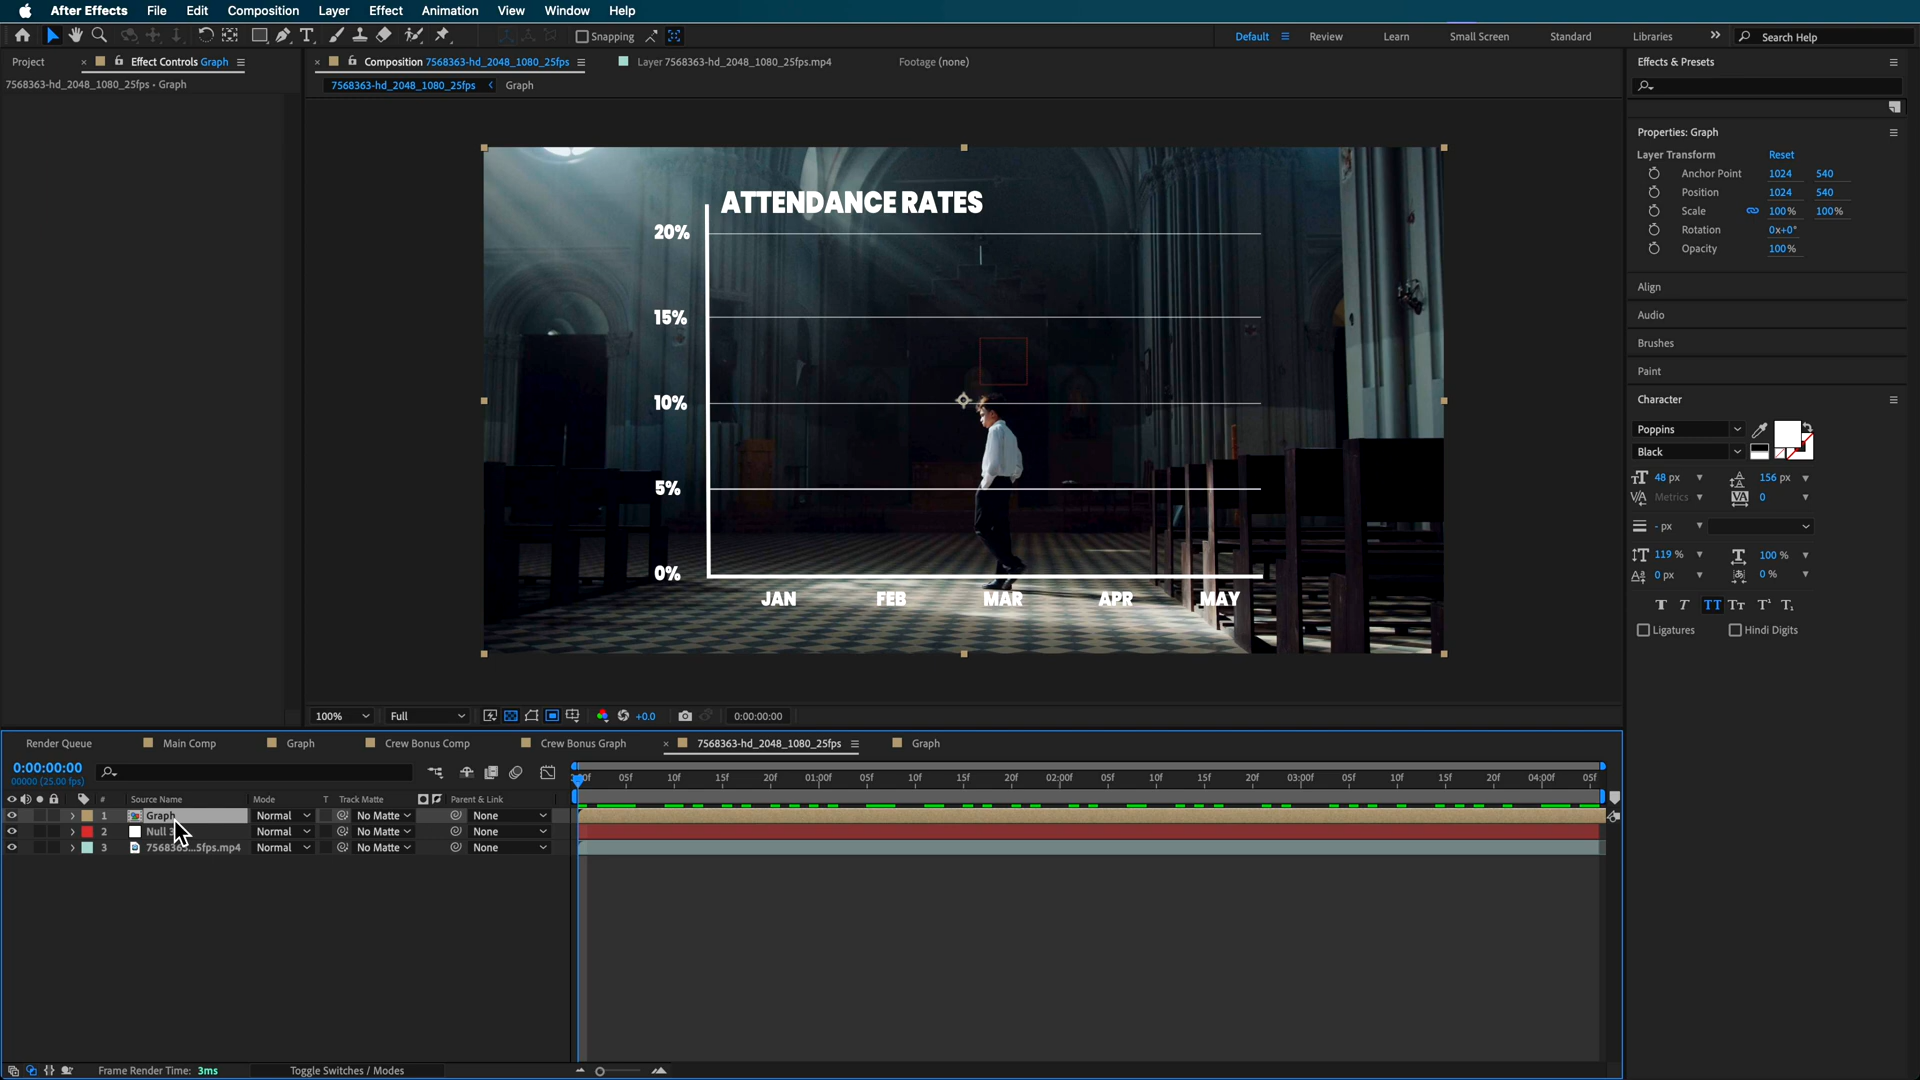 After Effects File Edit Composition Layer Effect Animation View Window Help
Snapping Default Review Learn Small Screen Standard Libraries Search Help
Project Effect Controls Graph
7568363-hd_2048_1080_25fps • Graph
Composition 7568363-hd_2048_1080_25fps Layer 7568363-hd_2048_1080_25fps.mp4 Footage (none)
7568363-hd_2048_1080_25fps Graph
ATTENDANCE RATES
20%
15%
10%
5%
0%
JAN FEB MAR APR MAY
100% Full +0.0 0:00:00:00
Effects & Presets
Properties: Graph
Layer Transform Reset
Anchor Point 1024 540
Position 1024 540
Scale 100% 100%
Rotation 0x+0°
Opacity 100%
Align
Audio
Brushes
Paint
Character
Poppins
Black
48 px 156 px
Metrics 0
- px
119 % 100 %
0 px 0 %
Ligatures Hindi Digits
Render Queue Main Comp Graph Crew Bonus Comp Crew Bonus Graph 7568363-hd_2048_1080_25fps Graph
0:00:00:00
00000 (25.00 fps)
05f 10f 15f 20f 01:00f 05f 10f 15f 20f 02:00f 05f 10f 15f 20f 03:00f 05f 10f 15f 20f 04:00f 05f
# Source Name Mode T Track Matte Parent & Link
1 Graph Normal No Matte None
2 Null Normal No Matte None
3 7568363...5fps.mp4 Normal No Matte None
Frame Render Time: 3ms Toggle Switches / Modes